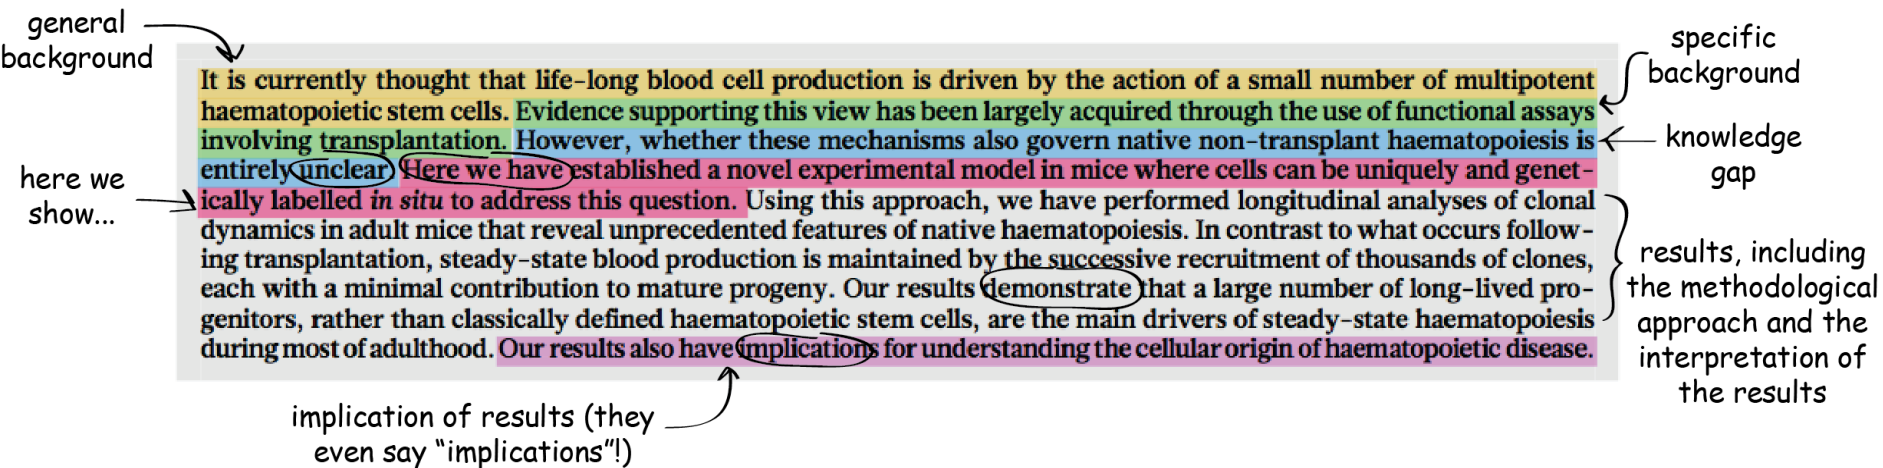 general
background
It is currently thought that life-long blood cell production is driven by the action of a small number of multipotent
haematopoietic stem cells. Evidence supporting this view has been largely acquired through the use of functional assays
involving transplantation. However, whether these mechanisms also govern native non-transplant haematopoiesis is
entirely unclear. Here we have established a novel experimental model in mice where cells can be uniquely and genet-
ically labelled in situ to address this question. Using this approach, we have performed longitudinal analyses of clonal
dynamics in adult mice that reveal unprecedented features of native haematopoiesis. In contrast to what occurs follow-
ing transplantation, steady-state blood production is maintained by the successive recruitment of thousands of clones,
each with a minimal contribution to mature progeny. Our results demonstrate that a large number of long-lived pro-
genitors, rather than classically defined haematopoietic stem cells, are the main drivers of steady-state haematopoiesis
during most of adulthood. Our results also have implications for understanding the cellular origin of haematopoietic disease.
specific
background
knowledge
gap
here we
show...
results, including
the methodological
approach and the
interpretation of
the results
implication of results (they
even say "implications"!)